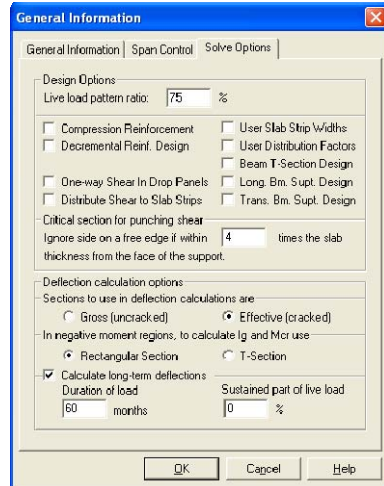 General Information
General Information Span Control Solve Options
Design Options
Live load pattern ratio: 75 %
Compression Reinforcement User Slab Strip Widths
Decremental Reinf. Design User Distribution Factors
Beam T-Section Design
One-way Shear In Drop Panels Long. Bm. Supt. Design
Distribute Shear to Slab Strips Trans. Bm. Supt. Design
Critical section for punching shear
Ignore side on a free edge if within 4 times the slab
thickness from the face of the support.
Deflection calculation options
Sections to use in deflection calculations are
Gross (uncracked) Effective (cracked)
In negative moment regions, to calculate Ig and Mcr use
Rectangular Section T-Section
Calculate long-term deflections
Duration of load Sustained part of live load
60 months 0 %
OK Cancel Help